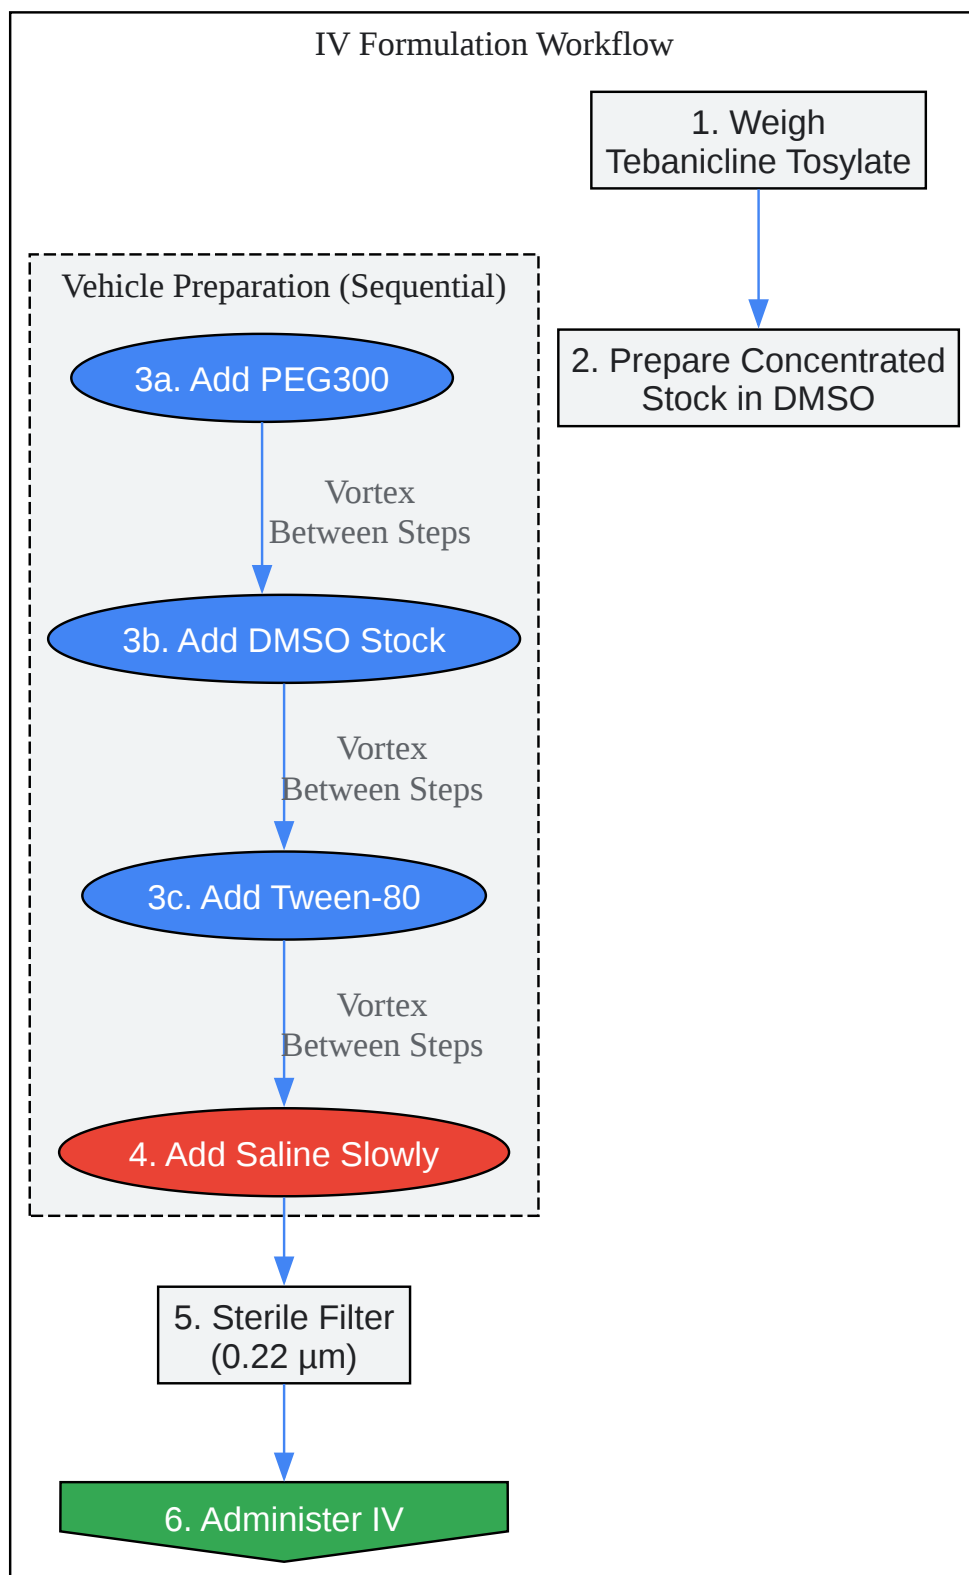 IV Formulation Workflow
1. Weigh
Tebanicline Tosylate
2. Prepare Concentrated
Stock in DMSO
Vehicle Preparation (Sequential)
3a. Add PEG300
Vortex
Between Steps
3b. Add DMSO Stock
Vortex
Between Steps
3c. Add Tween-80
Vortex
Between Steps
4. Add Saline Slowly
5. Sterile Filter
(0.22 µm)
6. Administer IV